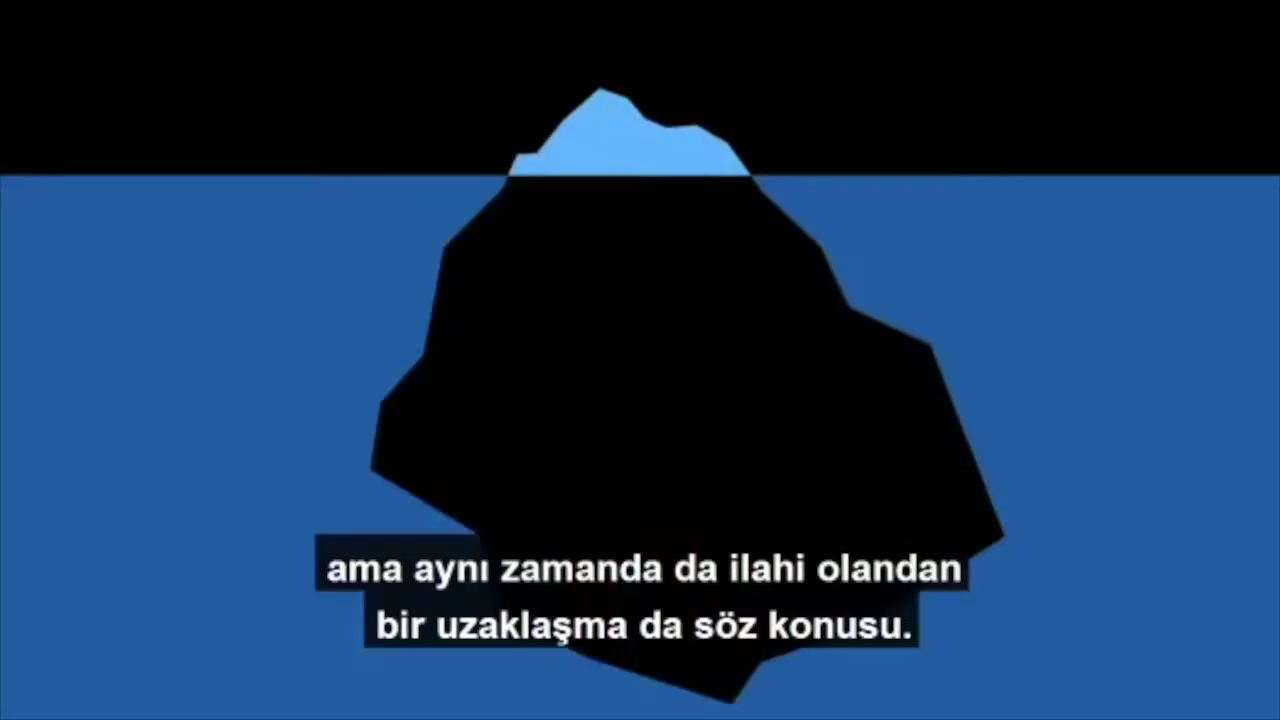 ama aynı zamanda da ilahi olandan
bir uzaklaşma da söz konusu.